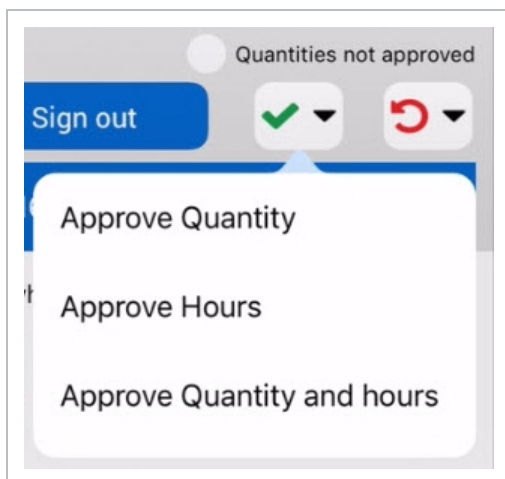 Quantities not approved
Sign out
Approve Quantity
Approve Hours
Approve Quantity and hours